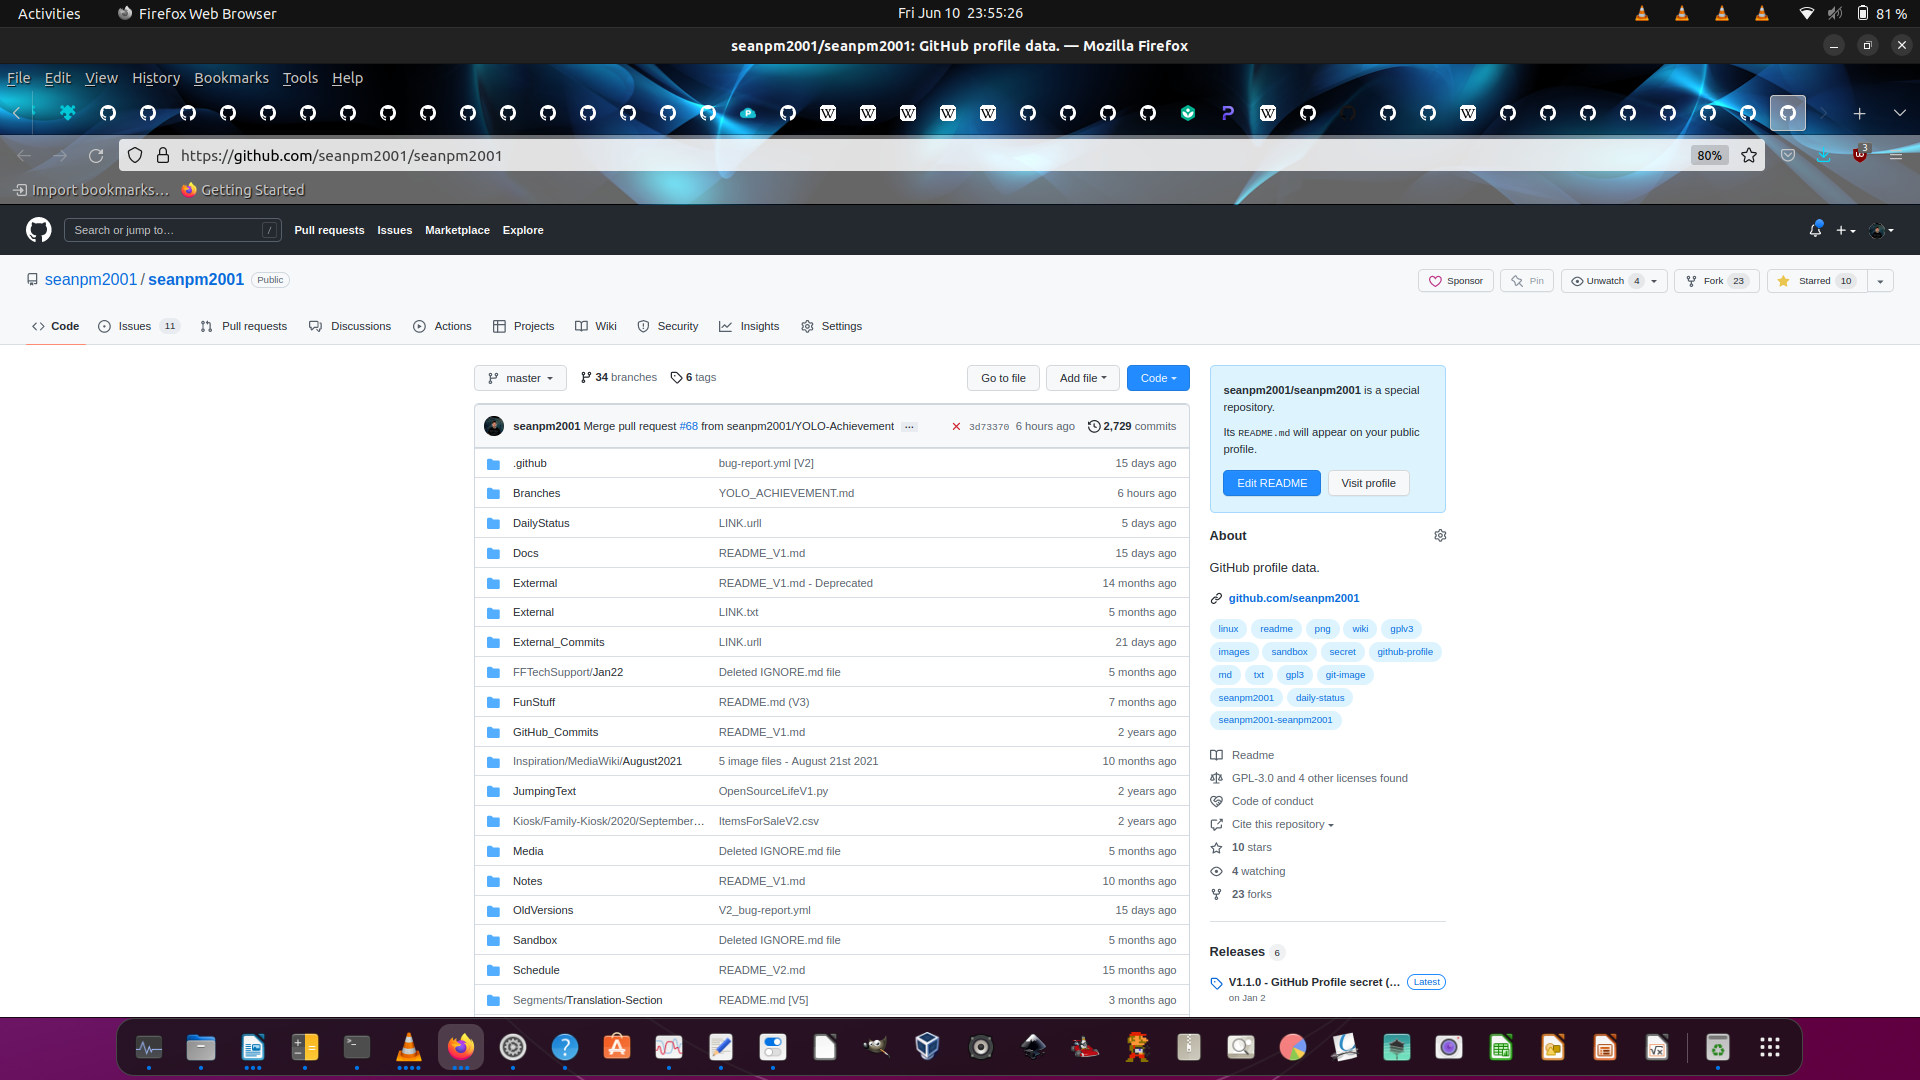 Activities Firefox Web Browser Fri Jun 10 23:55:26 81 %
seanpm2001/seanpm2001: GitHub profile data. — Mozilla Firefox
File Edit View History Bookmarks Tools Help
https://github.com/seanpm2001/seanpm2001 80% 3
Import bookmarks… Getting Started
Search or jump to… / Pull requests Issues Marketplace Explore
seanpm2001 / seanpm2001 Public Sponsor Pin Unwatch 4 Fork 23 Starred 10
Code Issues 11 Pull requests Discussions Actions Projects Wiki Security Insights Settings
master 34 branches 6 tags Go to file Add file Code
seanpm2001 Merge pull request #68 from seanpm2001/YOLO-Achievement ... 3d73370 6 hours ago 2,729 commits
.github bug-report.yml [V2] 15 days ago
Branches YOLO_ACHIEVEMENT.md 6 hours ago
DailyStatus LINK.urll 5 days ago
Docs README_V1.md 15 days ago
Extermal README_V1.md - Deprecated 14 months ago
External LINK.txt 5 months ago
External_Commits LINK.urll 21 days ago
FFTechSupport/Jan22 Deleted IGNORE.md file 5 months ago
FunStuff README.md (V3) 7 months ago
GitHub_Commits README_V1.md 2 years ago
Inspiration/MediaWiki/August2021 5 image files - August 21st 2021 10 months ago
JumpingText OpenSourceLifeV1.py 2 years ago
Kiosk/Family-Kiosk/2020/September… ItemsForSaleV2.csv 2 years ago
Media Deleted IGNORE.md file 5 months ago
Notes README_V1.md 10 months ago
OldVersions V2_bug-report.yml 15 days ago
Sandbox Deleted IGNORE.md file 5 months ago
Schedule README_V2.md 15 months ago
Segments/Translation-Section README.md [V5] 3 months ago
seanpm2001/seanpm2001 is a special
repository.
Its README.md will appear on your public
profile.
Edit README Visit profile
About
GitHub profile data.
github.com/seanpm2001
linux readme png wiki gplv3
images sandbox secret github-profile
md txt gpl3 git-image
seanpm2001 daily-status
seanpm2001-seanpm2001
Readme
GPL-3.0 and 4 other licenses found
Code of conduct
Cite this repository
10 stars
4 watching
23 forks
Releases 6
V1.1.0 - GitHub Profile secret (… Latest
on Jan 2